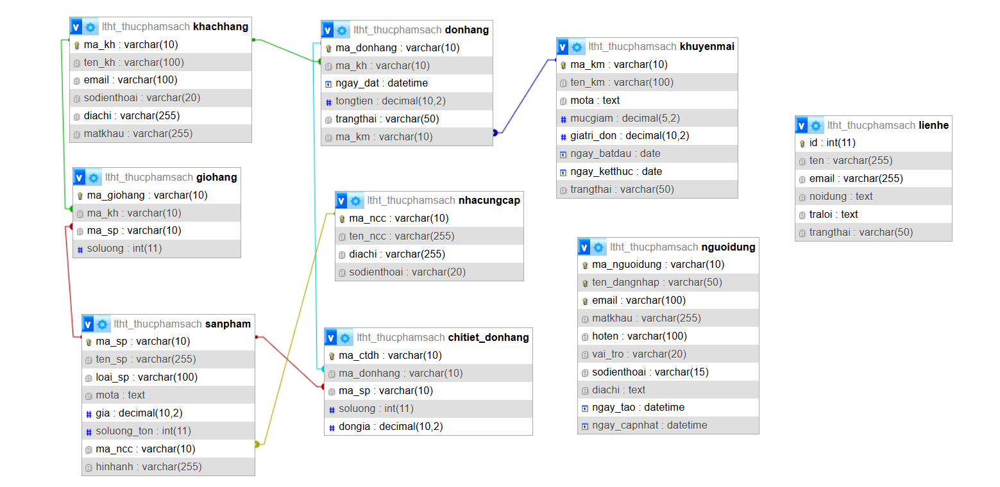 ltht_thucphamsach khachhang
ma_kh : varchar(10)
ten_kh : varchar(100)
email : varchar(100)
sodienthoai : varchar(20)
diachi : varchar(255)
matkhau : varchar(255)
ltht_thucphamsach donhang
ma_donhang : varchar(10)
ma_kh : varchar(10)
ngay_dat : datetime
tongtien : decimal(10,2)
trangthai : varchar(50)
ma_km : varchar(10)
ltht_thucphamsach khuyenmai
ma_km : varchar(10)
ten_km : varchar(100)
mota : text
mucgiam : decimal(5,2)
giatri_don : decimal(10,2)
ngay_batdau : date
ngay_ketthuc : date
trangthai : varchar(50)
ltht_thucphamsach lienhe
id : int(11)
ten : varchar(255)
email : varchar(255)
noidung : text
traloi : text
trangthai : varchar(50)
ltht_thucphamsach giohang
ma_giohang : varchar(10)
ma_kh : varchar(10)
ma_sp : varchar(10)
soluong : int(11)
ltht_thucphamsach nhacungcap
ma_ncc : varchar(10)
ten_ncc : varchar(255)
diachi : varchar(255)
sodienthoai : varchar(20)
ltht_thucphamsach nguoidung
ma_nguoidung : varchar(10)
ten_dangnhap : varchar(50)
email : varchar(100)
matkhau : varchar(255)
hoten : varchar(100)
vai_tro : varchar(20)
sodienthoai : varchar(15)
diachi : text
ngay_tao : datetime
ngay_capnhat : datetime
ltht_thucphamsach sanpham
ma_sp : varchar(10)
ten_sp : varchar(255)
loai_sp : varchar(100)
mota : text
gia : decimal(10,2)
soluong_ton : int(11)
ma_ncc : varchar(10)
hinhanh : varchar(255)
ltht_thucphamsach chitiet_donhang
ma_ctdh : varchar(10)
ma_donhang : varchar(10)
ma_sp : varchar(10)
soluong : int(11)
dongia : decimal(10,2)